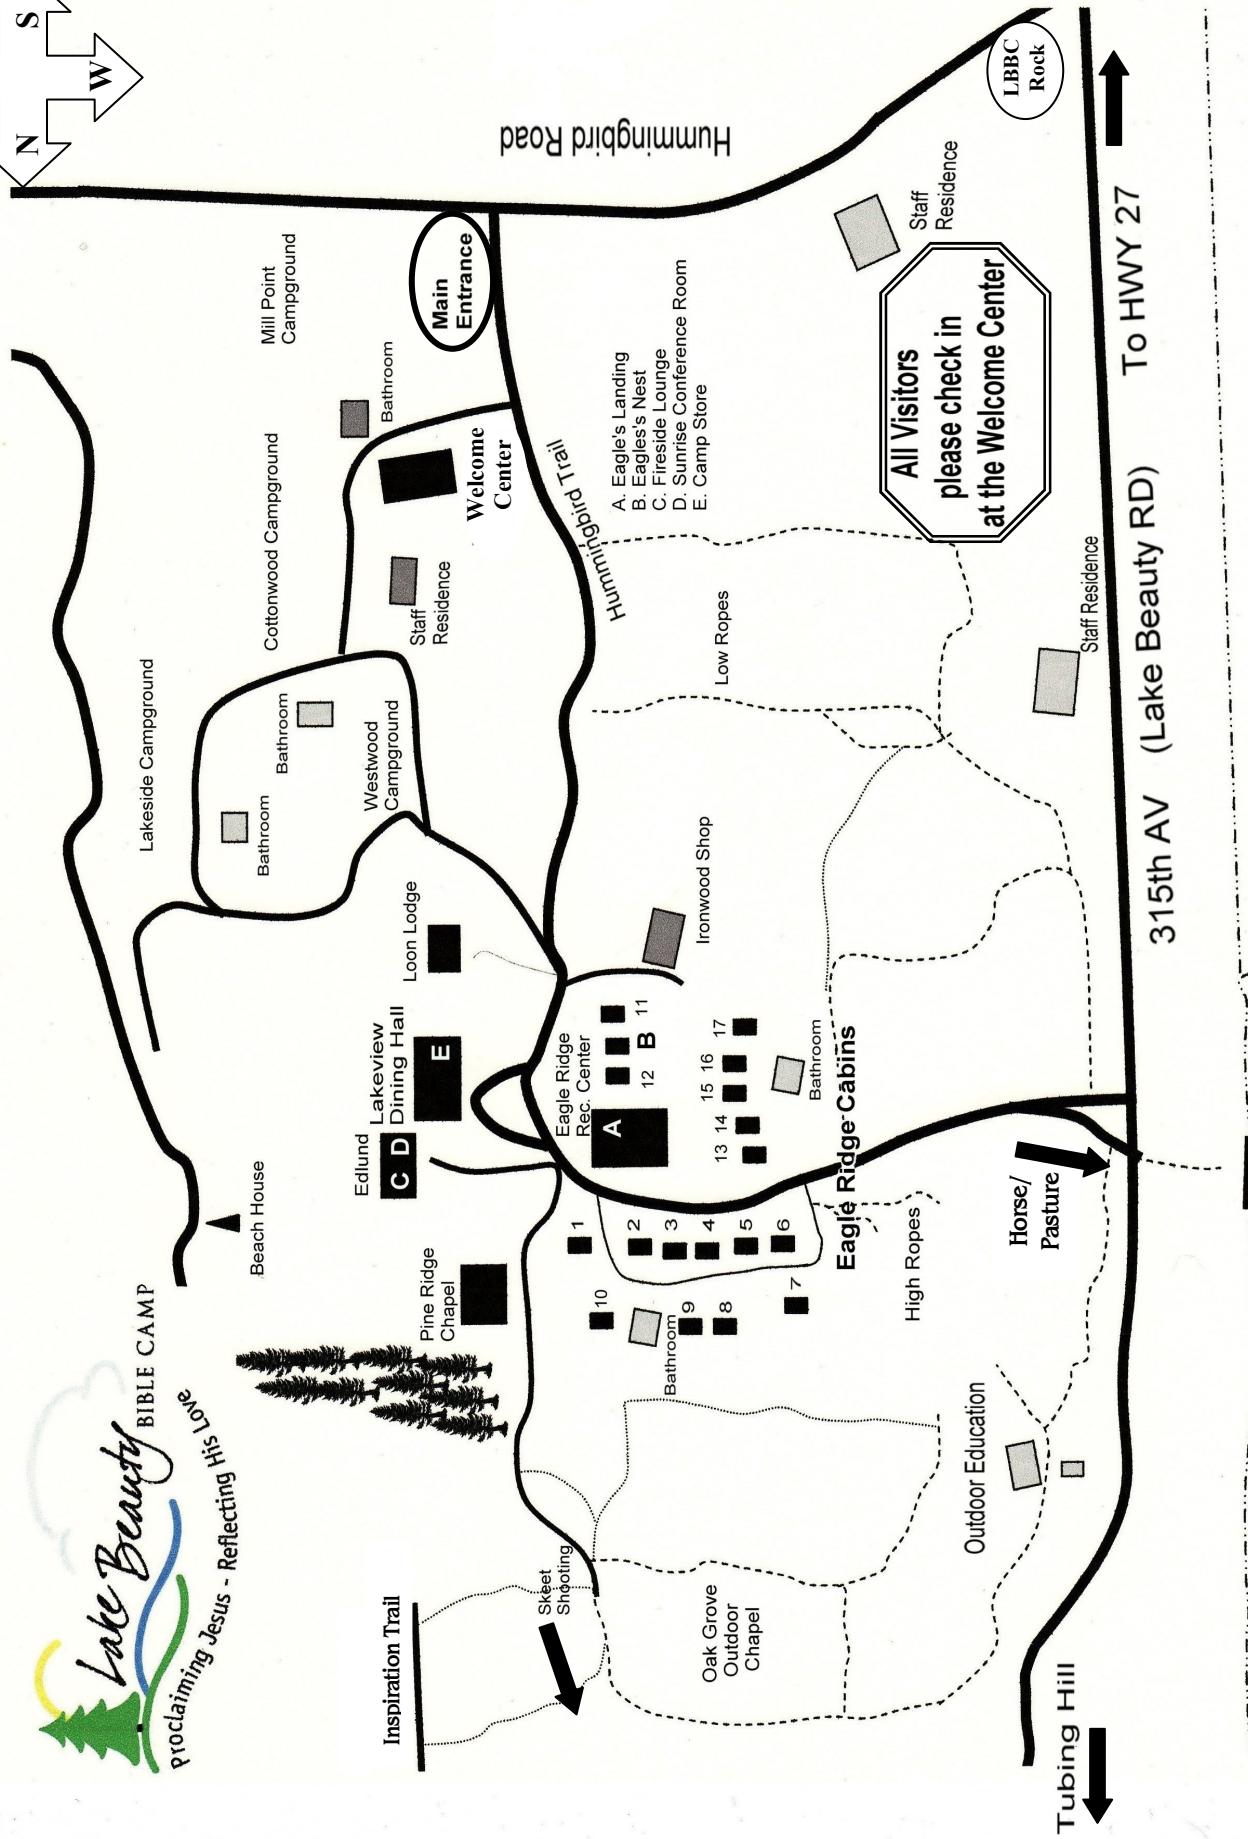 Lake Beauty
BIBLE CAMP
Proclaiming Jesus - Reflecting His Love
N
W
S
Beach House
Lakeside Campground
Cottonwood Campground
Mill Point
Campground
Bathroom
Bathroom
Westwood
Campground
Bathroom
Main
Entrance
Welcome
Center
Staff
Residence
Hummingbird Trail
Hummingbird Road
Loon Lodge
Lakeview
Dining Hall
E
Edlund
C D
Pine Ridge
Chapel
Inspiration Trail
Skeet
Shooting
Eagle Ridge
Rec. Center
A
B
12
11
13
14
15
16
17
Bathroom
Ironwood Shop
Low Ropes
A. Eagle's Landing
B. Eagles's Nest
C. Fireside Lounge
D. Sunrise Conference Room
E. Camp Store
1
2
3
4
5
6
7
8
9
10
Bathroom
Eagle Ridge Cabins
High Ropes
Oak Grove
Outdoor
Chapel
Outdoor Education
Horse/
Pasture
All Visitors
please check in
at the Welcome Center
Staff
Residence
Staff Residence
LBBC
Rock
Tubing Hill
315th AV (Lake Beauty RD)
To HWY 27